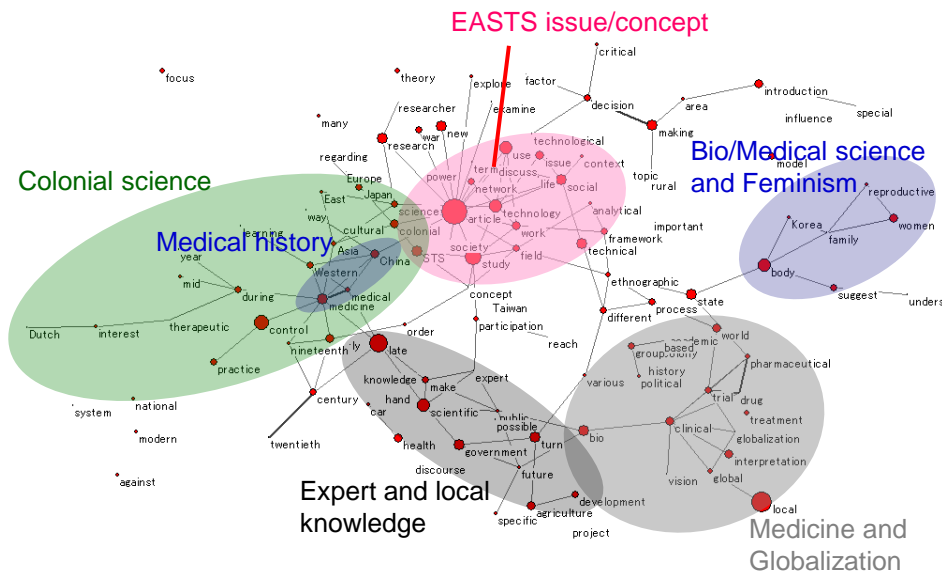 EASTS issue/concept
critical
focus
theory
explore
factor
introduction
area
special
researcher
examine
decision
influence
many
war
new
making
research
technological
use
model
regarding
term
discuss
issue
context
topic
rural
Bio/Medical science
and Feminism
power
network
life
social
Colonial science
Europe
East
Japan
reproductive
science
article
technology
analytical
way
cultural
colonial
important
Korea
women
Medical history
learning
society
work
framework
family
Asia
STS
study
field
technical
year
Western
China
body
mid
during
medical
ethnographic
suggest
medicine
concept
state
unders
Taiwan
different
process
Dutch
interest
therapeutic
control
order
participation
world
nineteenth
ly
late
reach
based
group
practice
history
pharmaceutical
knowledge
make
expert
various
political
trial
drug
system
national
century
hand
scientific
public
car
possible
treatment
modern
twentieth
health
government
turn
bio
clinical
globalization
discourse
interpretation
against
future
vision
global
Expert and local
knowledge
development
specific
agriculture
local
project
Medicine and
Globalization